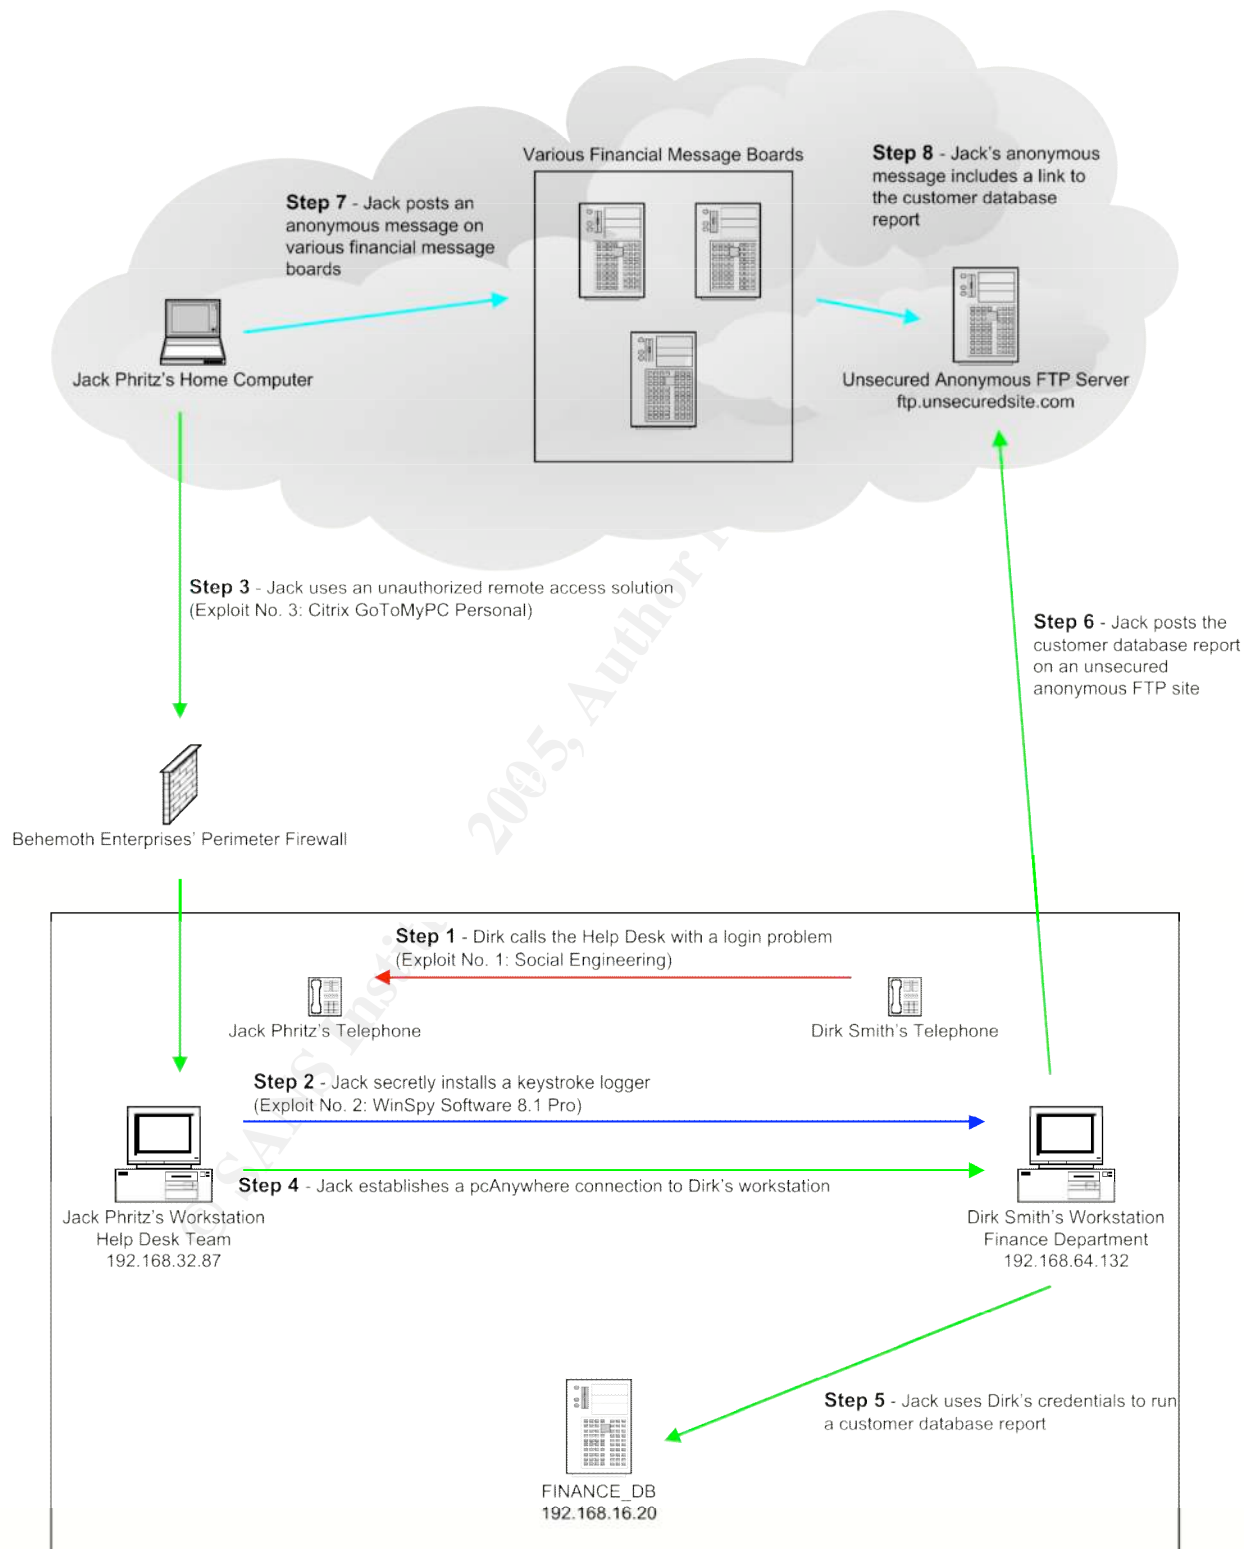 Various Financial Message Boards
Step 8 - Jack's anonymous
message includes a link to
the customer database
report
Step 7 - Jack posts an
anonymous message on
various financial message
boards
Jack Phritz's Home Computer
Unsecured Anonymous FTP Server
ftp.unsecuredsite.com
Step 3 - Jack uses an unauthorized remote access solution
(Exploit No. 3: Citrix GoToMyPC Personal)
Step 6 - Jack posts the
customer database report
on an unsecured
anonymous FTP site
Behemoth Enterprises' Perimeter Firewall
Step 1 - Dirk calls the Help Desk with a login problem
(Exploit No. 1: Social Engineering)
Jack Phritz's Telephone
Dirk Smith's Telephone
Step 2 - Jack secretly installs a keystroke logger
(Exploit No. 2: WinSpy Software 8.1 Pro)
Step 4 - Jack establishes a pcAnywhere connection to Dirk's workstation
Jack Phritz's Workstation
Help Desk Team
192.168.32.87
Dirk Smith's Workstation
Finance Department
192.168.64.132
Step 5 - Jack uses Dirk's credentials to run
a customer database report
FINANCE_DB
192.168.16.20
© SANS 2005, Author